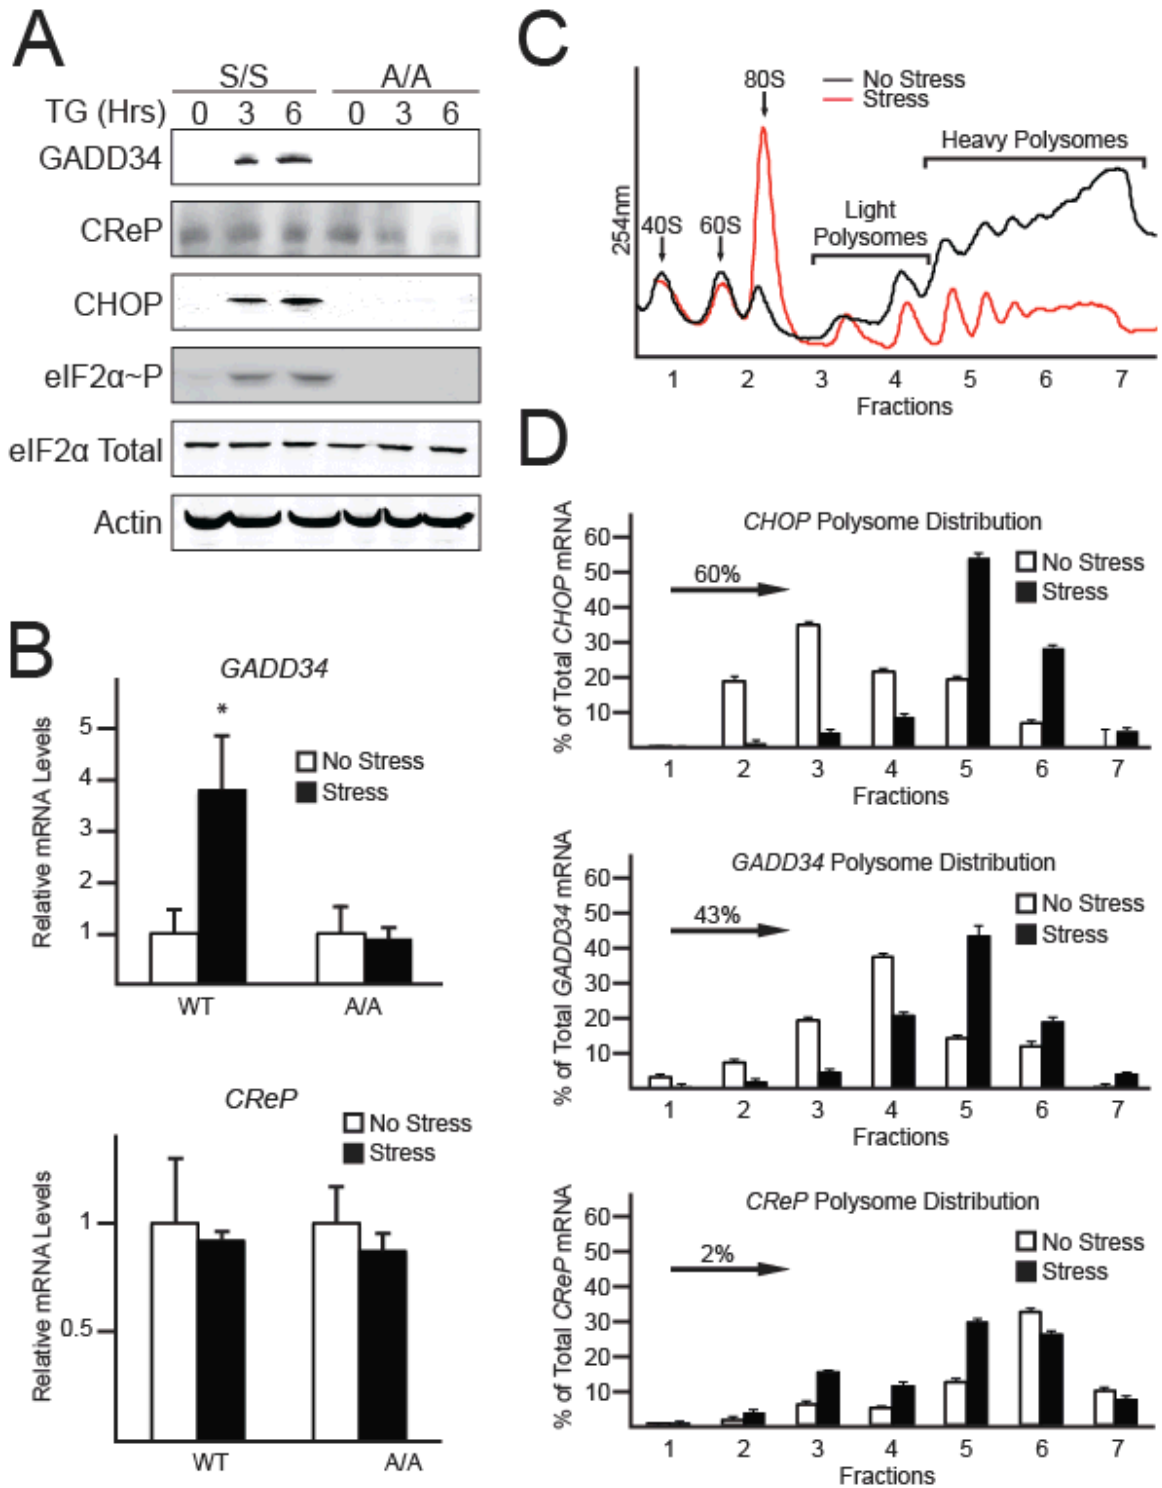 A
S/S A/A
TG (Hrs) 0 3 6 0 3 6
GADD34
CReP
CHOP
eIF2α~P
eIF2α Total
Actin
B
GADD34
Relative mRNA Levels
5
4
3
2
1
*
No Stress
Stress
WT A/A
CReP
Relative mRNA Levels
1
0.5
No Stress
Stress
WT A/A
C
254nm
40S 60S 80S
No Stress
Stress
Light
Polysomes
Heavy Polysomes
1 2 3 4 5 6 7
Fractions
D
CHOP Polysome Distribution
% of Total CHOP mRNA
60
50
40
30
20
10
60%
No Stress
Stress
1 2 3 4 5 6 7
Fractions
GADD34 Polysome Distribution
% of Total GADD34 mRNA
60
50
40
30
20
10
43%
No Stress
Stress
1 2 3 4 5 6 7
Fractions
CReP Polysome Distribution
% of Total CReP mRNA
60
50
40
30
20
10
2%
No Stress
Stress
1 2 3 4 5 6 7
Fractions